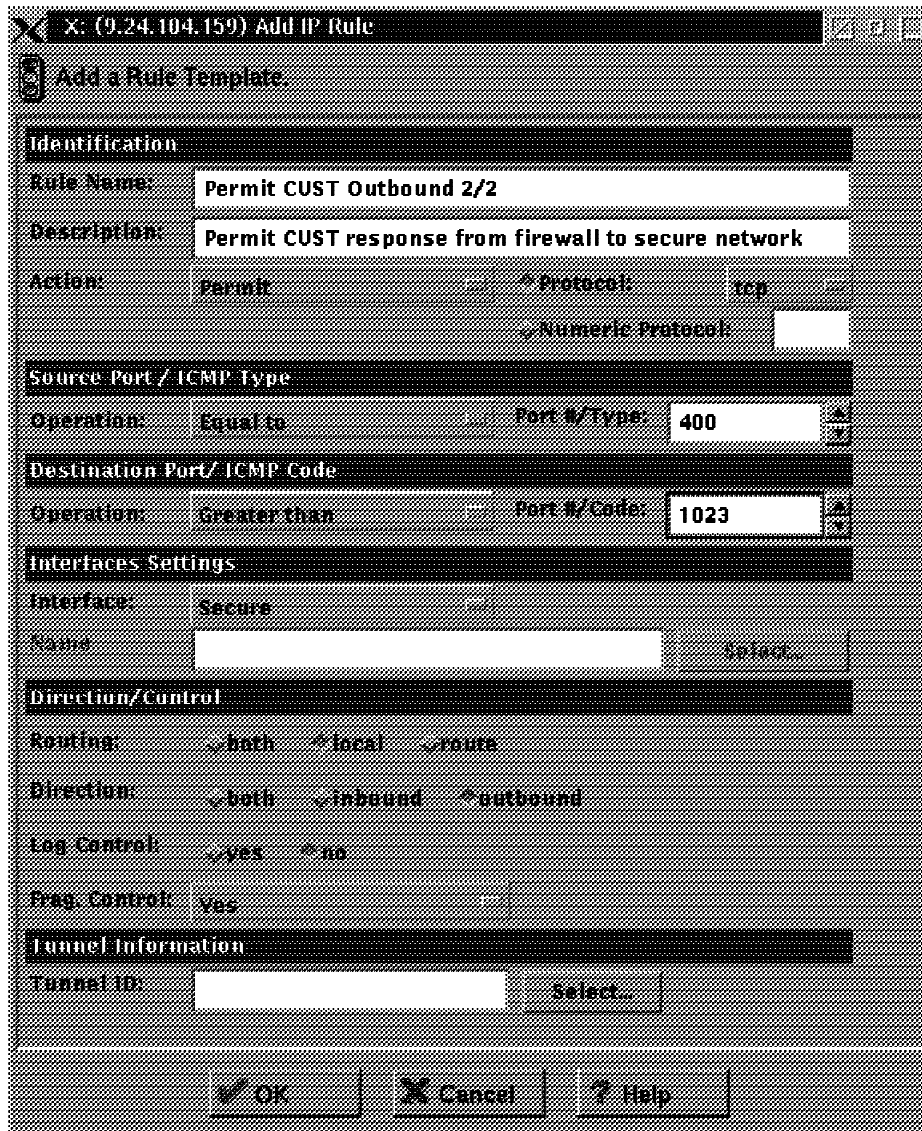 X: (9.24.104.159) Add IP Rule
Add a Rule Template.
Identification
Rule Name: Permit CUST Outbound 2/2
Description: Permit CUST response from firewall to secure network
Action: Permit Protocol: tcp
Numeric Protocol:
Source Port / ICMP Type
Operation: Equal to Port #/Type: 400
Destination Port/ ICMP Code
Operation: Greater than Port #/Code: 1023
Interfaces Settings
Interface: Secure
Name Select...
Direction/Control
Routing: both local route
Direction: both inbound outbound
Log Control: yes no
Frag. Control: Yes
Tunnel Information
Tunnel ID: Select...
OK Cancel ? Help